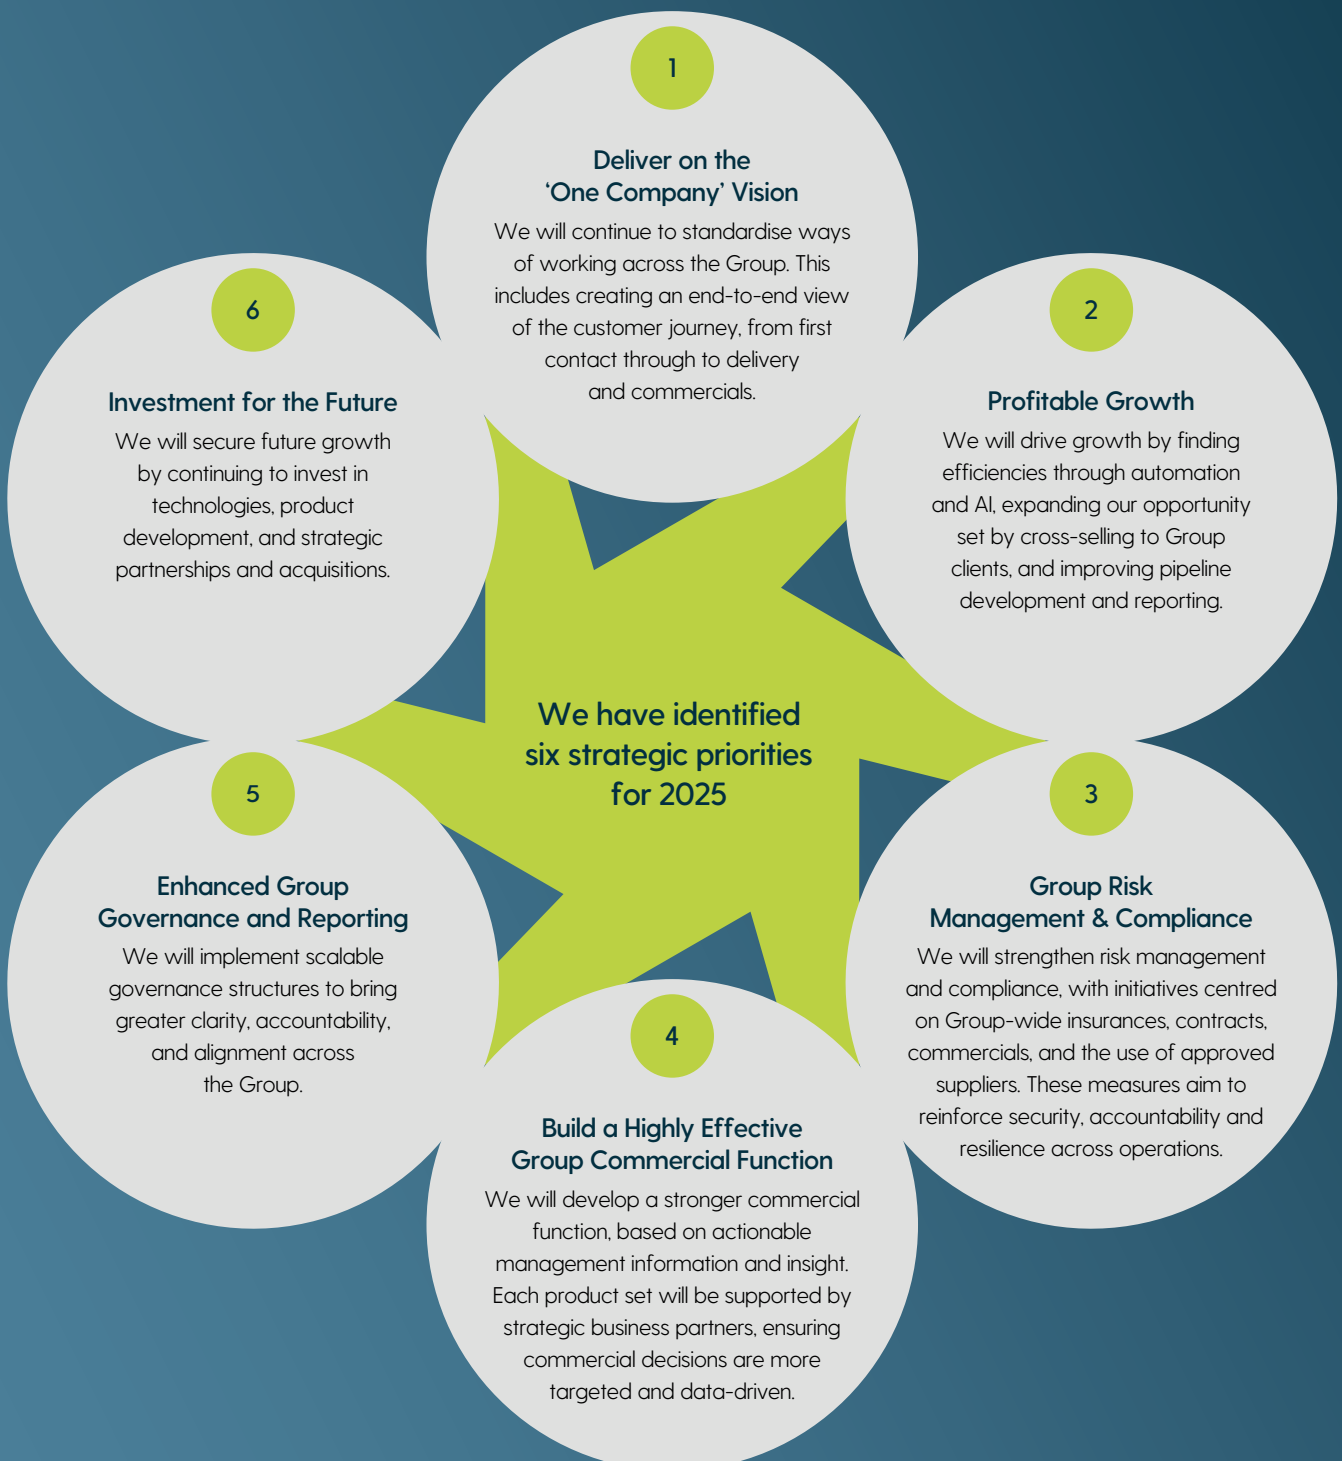 1
Deliver on the
‘One Company’ Vision
We will continue to standardise ways
of working across the Group. This
includes creating an end-to-end view
of the customer journey, from first
contact through to delivery
and commercials.
2
Profitable Growth
We will drive growth by finding
efficiencies through automation
and AI, expanding our opportunity
set by cross-selling to Group
clients, and improving pipeline
development and reporting.
3
Group Risk
Management & Compliance
We will strengthen risk management
and compliance, with initiatives centred
on Group-wide insurances, contracts,
commercials, and the use of approved
suppliers. These measures aim to
reinforce security, accountability and
resilience across operations.
4
Build a Highly Effective
Group Commercial Function
We will develop a stronger commercial
function, based on actionable
management information and insight.
Each product set will be supported by
strategic business partners, ensuring
commercial decisions are more
targeted and data-driven.
5
Enhanced Group
Governance and Reporting
We will implement scalable
governance structures to bring
greater clarity, accountability,
and alignment across
the Group.
6
Investment for the Future
We will secure future growth
by continuing to invest in
technologies, product
development, and strategic
partnerships and acquisitions.
We have identified
six strategic priorities
for 2025